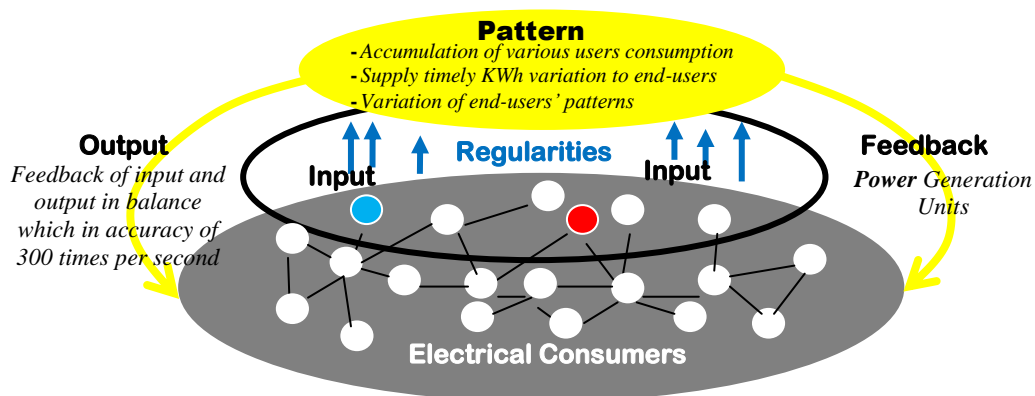 Pattern
- Accumulation of various users consumption
- Supply timely KWh variation to end-users
- Variation of end-users’ patterns
Output
Feedback of input and
output in balance
which in accuracy of
300 times per second
Regularities
Input
Input
Feedback
Power Generation
Units
Electrical Consumers